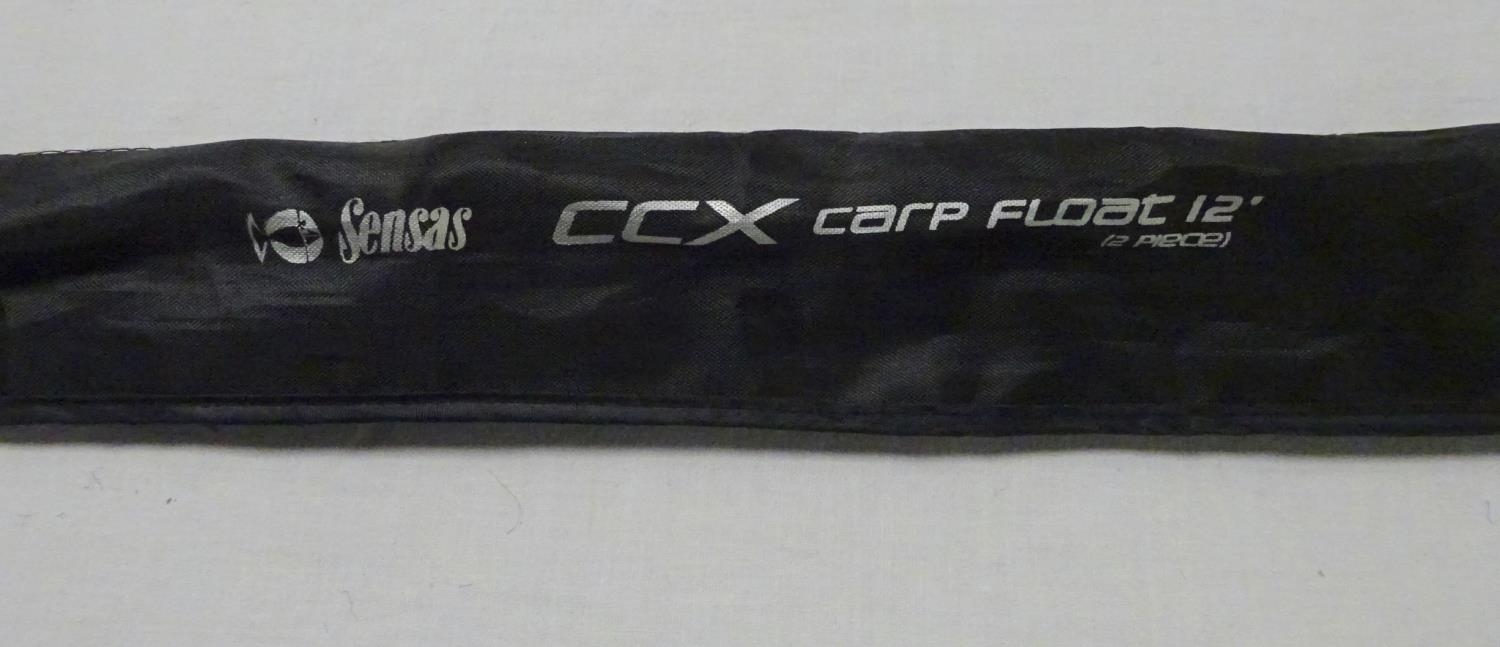 Sensas CCX carp FLoat 12'
(2 PIECE)